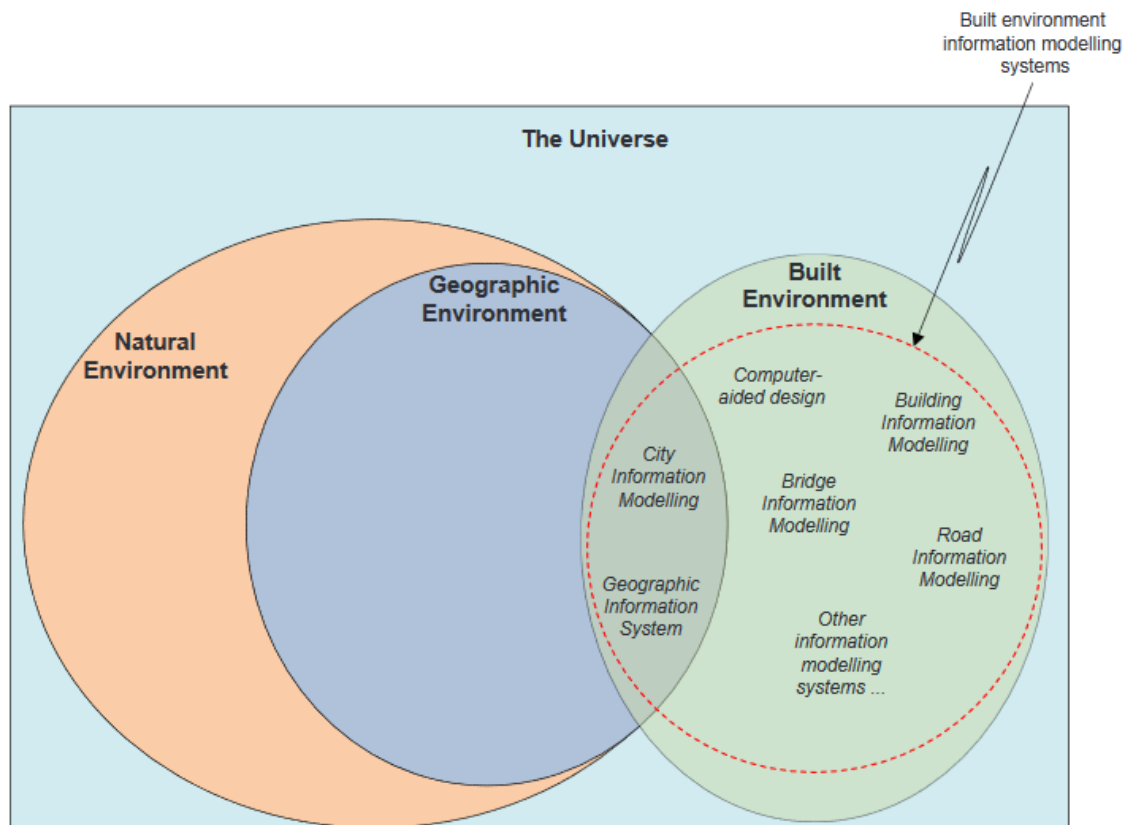 Built environment
information modelling
systems
The Universe
Geographic
Environment
Built
Environment
Natural
Environment
Computer-
aided design
Building
Information
Modelling
City
Information
Modelling
Bridge
Information
Modelling
Road
Information
Modelling
Geographic
Information
System
Other
information
modelling
systems ...